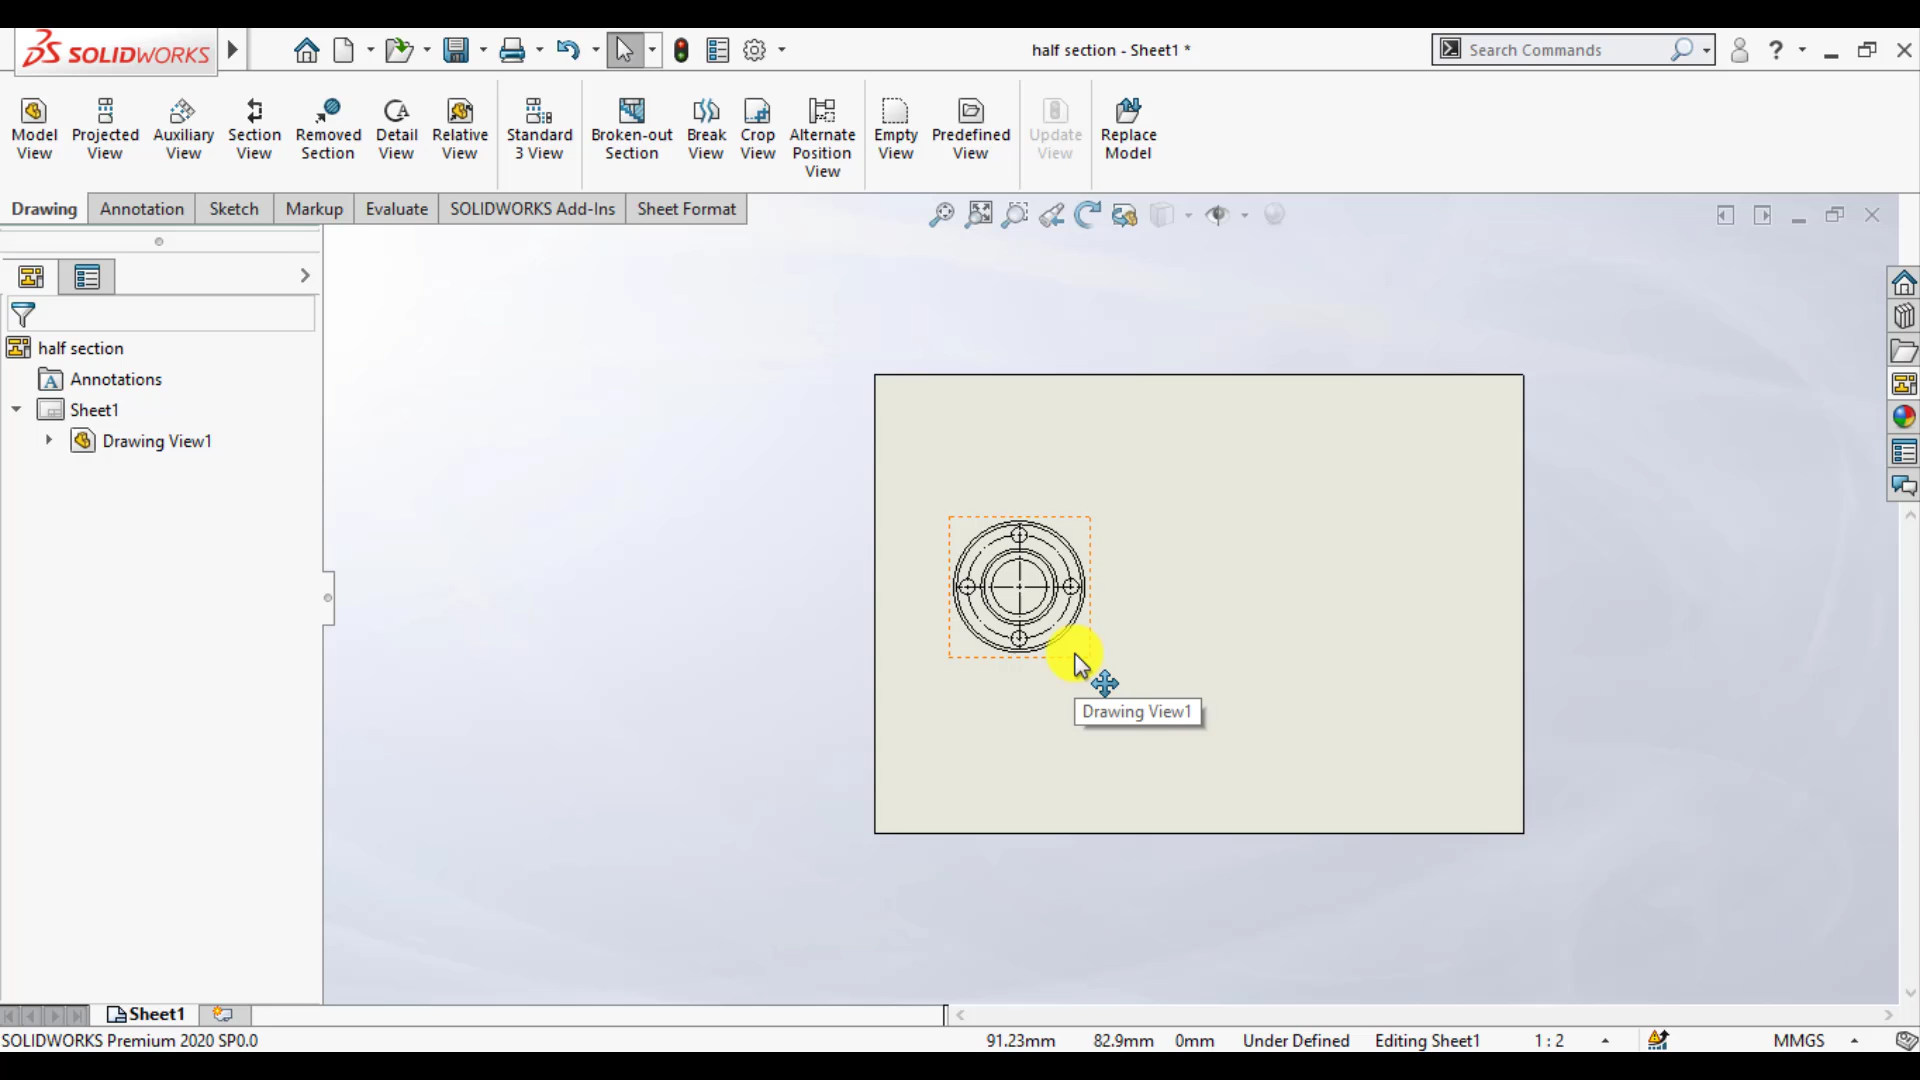 SOLIDWORKS
half section - Sheet1 *
Search Commands
?
Model View
Projected View
Auxiliary View
Section View
Removed Section
Detail View
Relative View
Standard 3 View
Broken-out Section
Break View
Crop View
Alternate Position View
Empty View
Predefined View
Update View
Replace Model
Drawing
Annotation
Sketch
Markup
Evaluate
SOLIDWORKS Add-Ins
Sheet Format
half section
Annotations
Sheet1
Drawing View1
Drawing View1
Sheet1
SOLIDWORKS Premium 2020 SP0.0
91.23mm
82.9mm
0mm
Under Defined
Editing Sheet1
1 : 2
MMGS